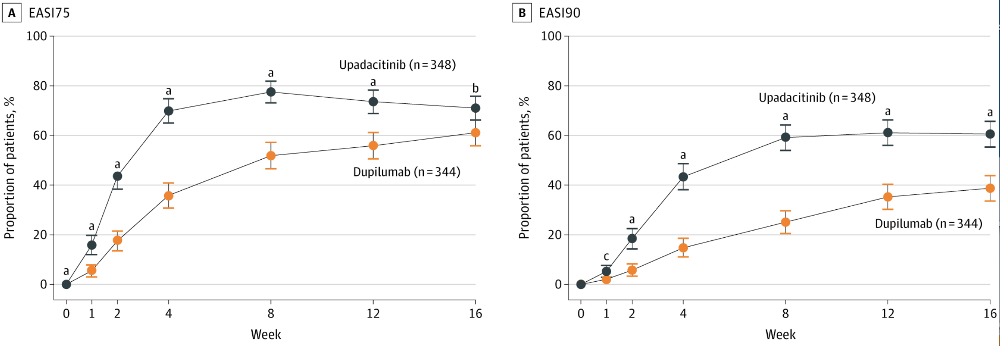 A EASI75
100
80
60
40
20
0
Proportion of patients, %
a
a
a
a
a
a
b
Upadacitinib (n = 348)
Dupilumab (n = 344)
0 1 2 4 8 12 16
Week
B EASI90
100
80
60
40
20
0
Proportion of patients, %
c
a
a
a
a
a
Upadacitinib (n = 348)
Dupilumab (n = 344)
0 1 2 4 8 12 16
Week